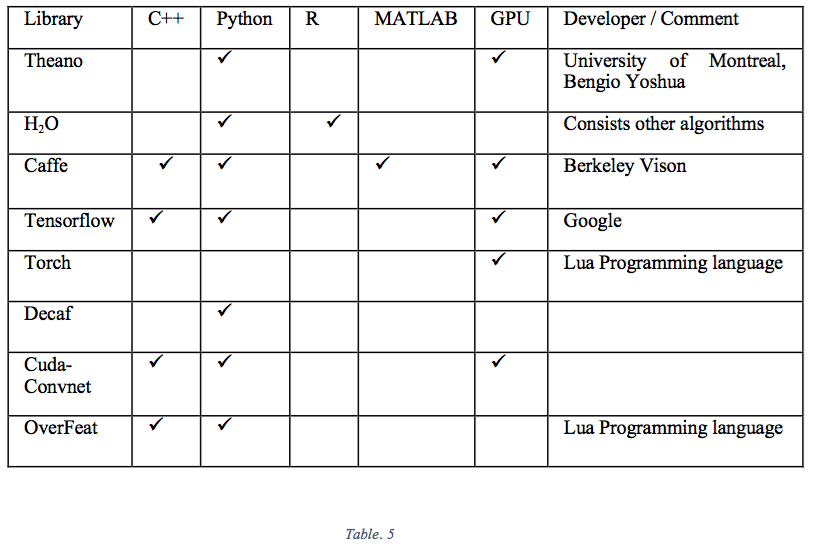 Library C++ Python R MATLAB GPU Developer / Comment
Theano ✓ ✓ University of Montreal,
Bengio Yoshua
H₂O ✓ ✓ Consists other algorithms
Caffe ✓ ✓ ✓ ✓ Berkeley Vison
Tensorflow ✓ ✓ ✓ Google
Torch ✓ Lua Programming language
Decaf ✓
Cuda- ✓ ✓ ✓
Convnet
OverFeat ✓ ✓ Lua Programming language
Table. 5